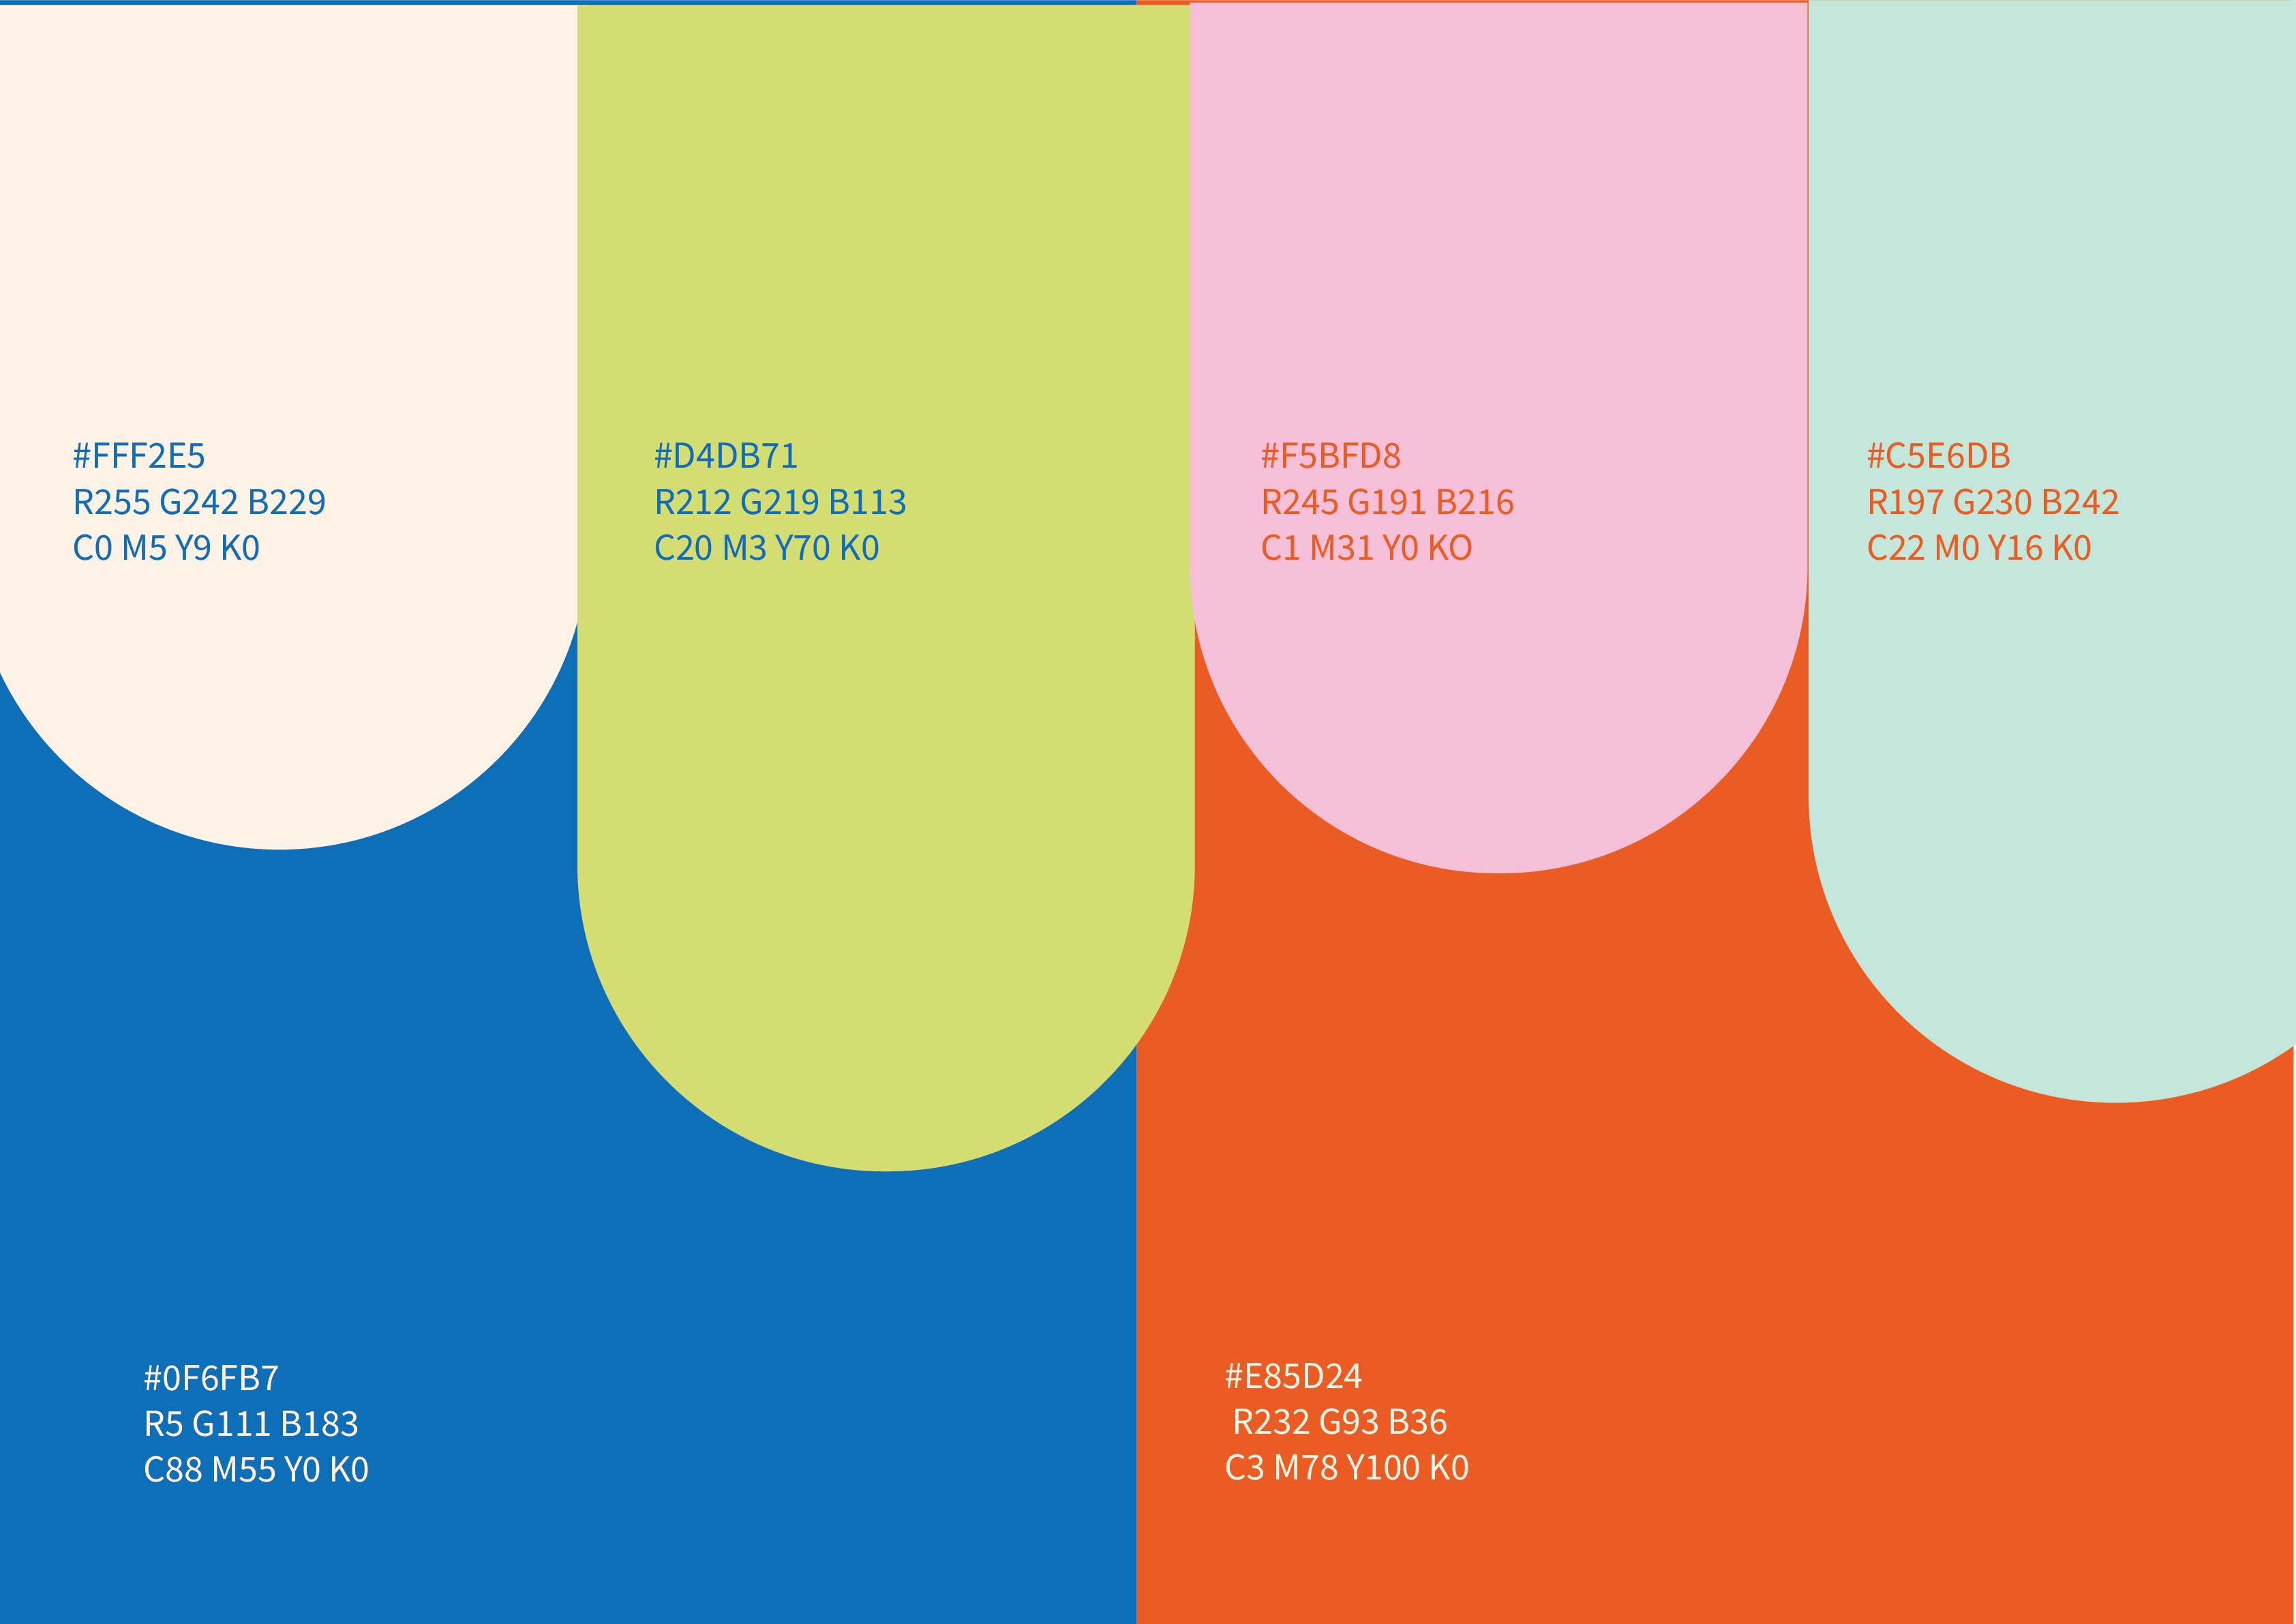 #FFF2E5
R255 G242 B229
C0 M5 Y9 K0
#D4DB71
R212 G219 B113
C20 M3 Y70 K0
#F5BFD8
R245 G191 B216
C1 M31 Y0 KO
#C5E6DB
R197 G230 B242
C22 M0 Y16 K0
#0F6FB7
R5 G111 B183
C88 M55 Y0 K0
#E85D24
R232 G93 B36
C3 M78 Y100 K0